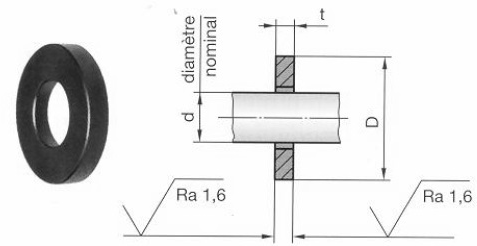 t
diamètre
nominal
d
D
Ra 1,6
Ra 1,6